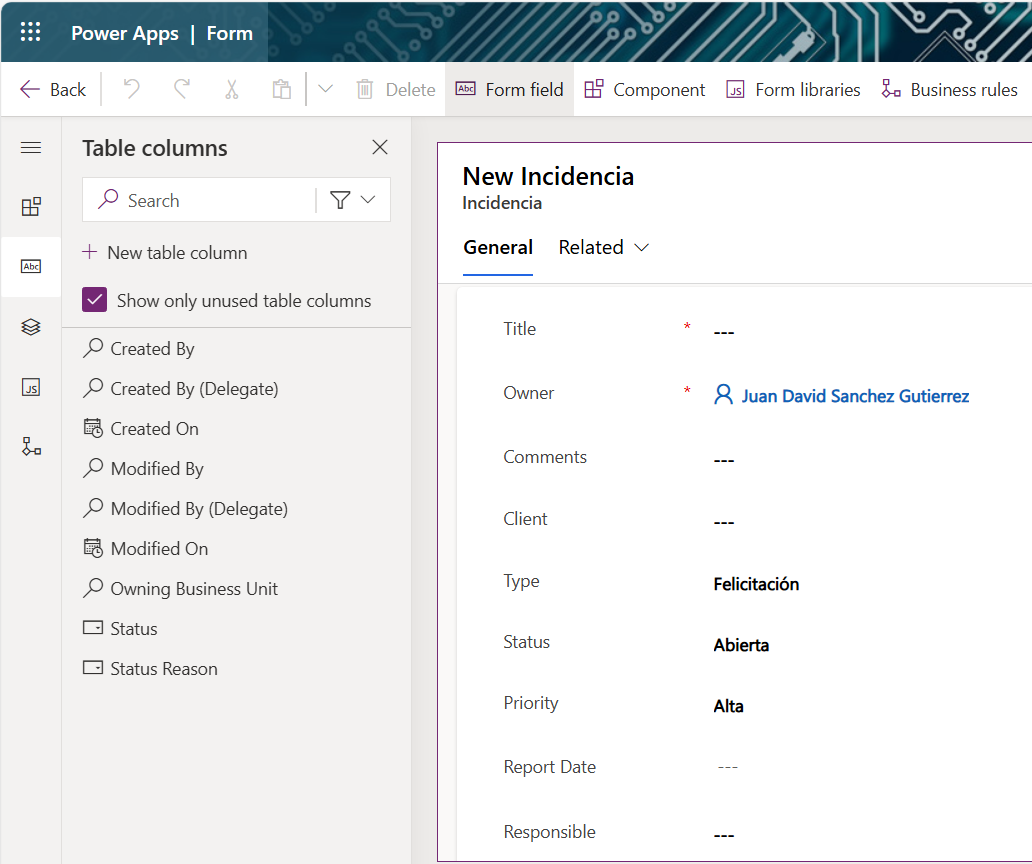 Power Apps | Form
Back
Delete
Abc Form field
Component
JS Form libraries
Business rules
Table columns
Search
New table column
Abc
Show only unused table columns
JS
Created By
Created By (Delegate)
Created On
Modified By
Modified By (Delegate)
Modified On
Owning Business Unit
Status
Status Reason
New Incidencia
Incidencia
General Related
Title * ---
Owner * Juan David Sanchez Gutierrez
Comments ---
Client ---
Type Felicitación
Status Abierta
Priority Alta
Report Date ---
Responsible ---